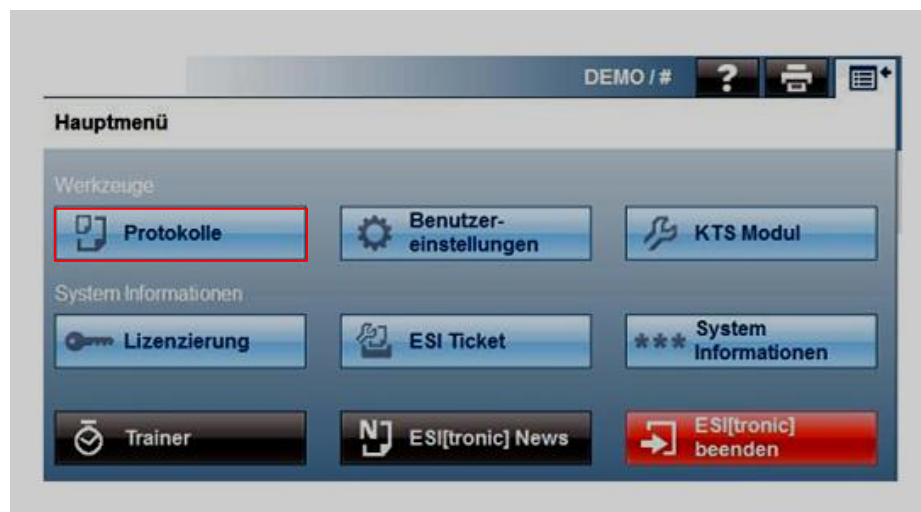 DEMO / # ?
Hauptmenü
Werkzeuge
Protokolle
Benutzer-
einstellungen
KTS Modul
System Informationen
Lizenzierung
ESI Ticket
***
System
Informationen
Trainer
N
ESI[tronic] News
ESI[tronic]
beenden